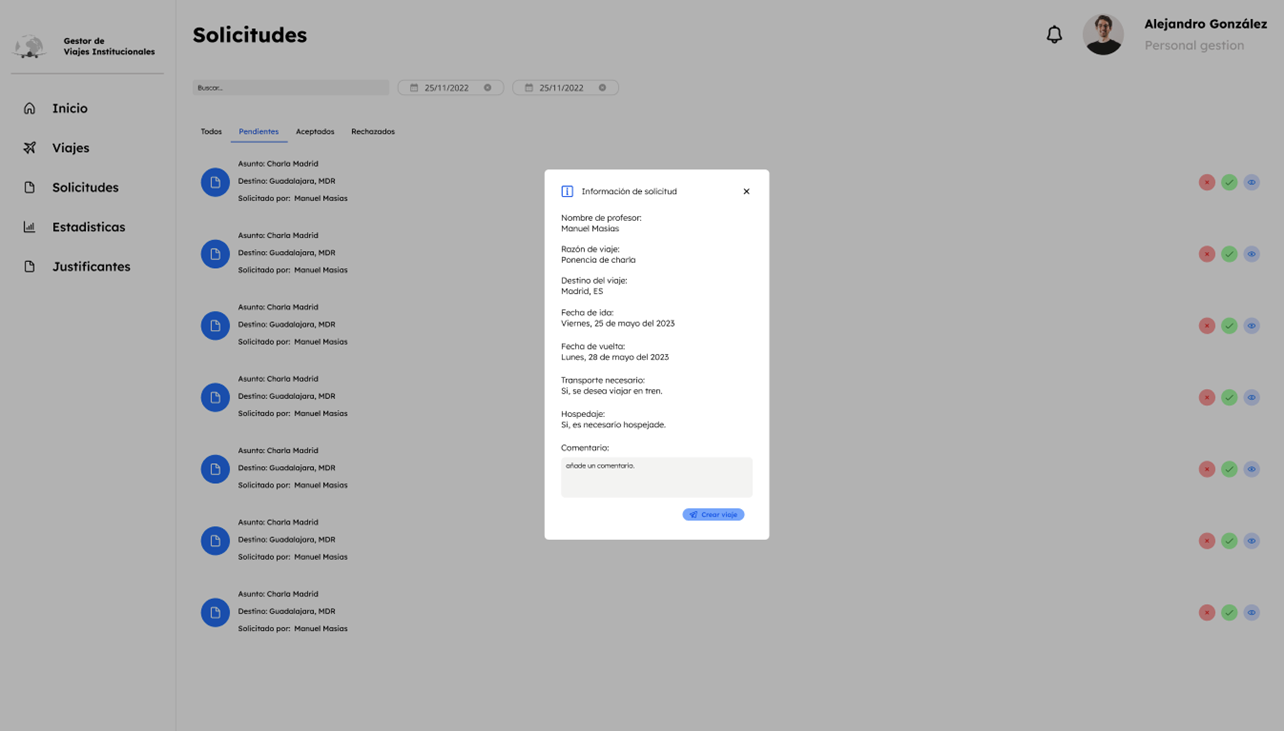 Gestor de
Viajes Institucionales
Inicio
Viajes
Solicitudes
Estadisticas
Justificantes
Solicitudes
Alejandro González
Personal gestion
Buscar...
25/11/2022
25/11/2022
Todos Pendientes Aceptados Rechazados
Asunto: Charla Madrid
Destino: Guadalajara, MDR
Solicitado por: Manuel Masias
Asunto: Charla Madrid
Destino: Guadalajara, MDR
Solicitado por: Manuel Masias
Asunto: Charla Madrid
Destino: Guadalajara, MDR
Solicitado por: Manuel Masias
Asunto: Charla Madrid
Destino: Guadalajara, MDR
Solicitado por: Manuel Masias
Asunto: Charla Madrid
Destino: Guadalajara, MDR
Solicitado por: Manuel Masias
Asunto: Charla Madrid
Destino: Guadalajara, MDR
Solicitado por: Manuel Masias
Asunto: Charla Madrid
Destino: Guadalajara, MDR
Solicitado por: Manuel Masias
Información de solicitud
Nombre de profesor:
Manuel Masias
Razón de viaje:
Ponencia de charla
Destino del viaje:
Madrid, ES
Fecha de ida:
Viernes, 25 de mayo del 2023
Fecha de vuelta:
Lunes, 28 de mayo del 2023
Transporte necesario:
Si, se desea viajar en tren.
Hospedaje:
Si, es necesario hospejade.
Comentario:
añade un comentario.
Crear viaje